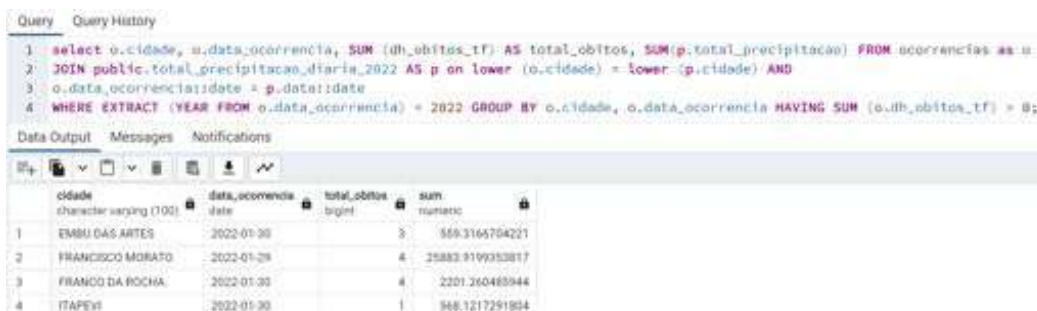 Query Query History
1 select o.cidade, o.data_ocorrencia, SUM (dh_obitos_tf) AS total_obitos, SUM(p.total_precipitacao) FROM ocorrencias as o
2 JOIN public.total_precipitacao_diaria_2022 AS p on lower (o.cidade) = lower (p.cidade) AND
3 o.data_ocorrencia::date = p.data::date
4 WHERE EXTRACT (YEAR FROM o.data_ocorrencia) = 2022 GROUP BY o.cidade, o.data_ocorrencia HAVING SUM (o.dh_obitos_tf) > 0;
Data Output Messages Notifications
cidade data_ocorrencia total_obitos sum
character varying (100) date bigint numeric
1 EMBU DAS ARTES 2022-01-30 3 559.3166704221
2 FRANCISCO MORATO 2022-01-29 4 25883.9199353817
3 FRANCO DA ROCHA 2022-01-30 4 2201.260485944
4 ITAPEVI 2022-01-30 1 568.1217291804